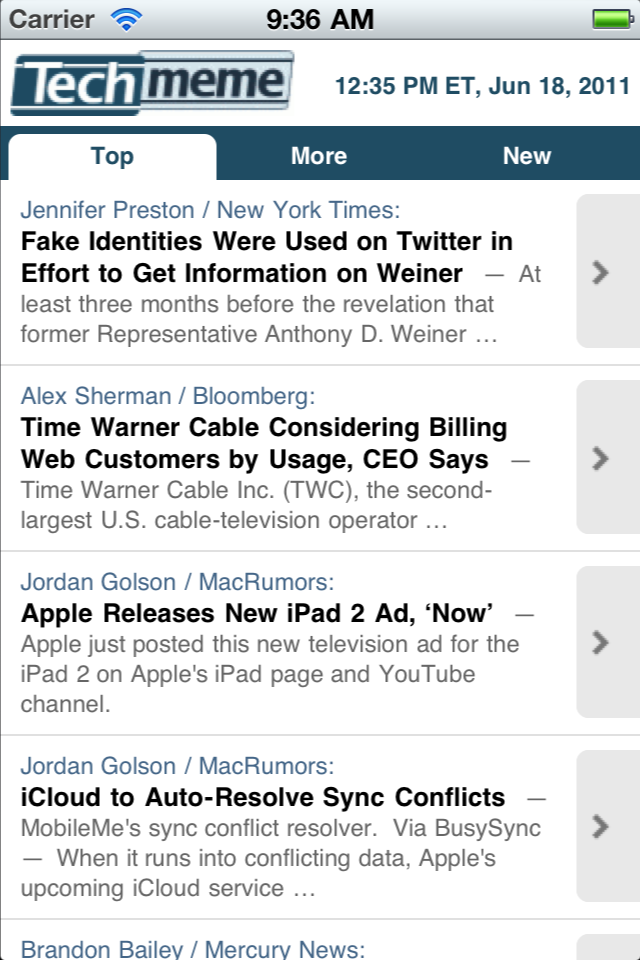 Carrier 9:36 AM
Techmeme 12:35 PM ET, Jun 18, 2011
Top More New
Jennifer Preston / New York Times:
Fake Identities Were Used on Twitter in
Effort to Get Information on Weiner — At
least three months before the revelation that
former Representative Anthony D. Weiner …
Alex Sherman / Bloomberg:
Time Warner Cable Considering Billing
Web Customers by Usage, CEO Says —
Time Warner Cable Inc. (TWC), the second-
largest U.S. cable-television operator …
Jordan Golson / MacRumors:
Apple Releases New iPad 2 Ad, ‘Now’ —
Apple just posted this new television ad for the
iPad 2 on Apple's iPad page and YouTube
channel.
Jordan Golson / MacRumors:
iCloud to Auto-Resolve Sync Conflicts —
MobileMe's sync conflict resolver. Via BusySync
— When it runs into conflicting data, Apple's
upcoming iCloud service …
Brandon Bailey / Mercury News: